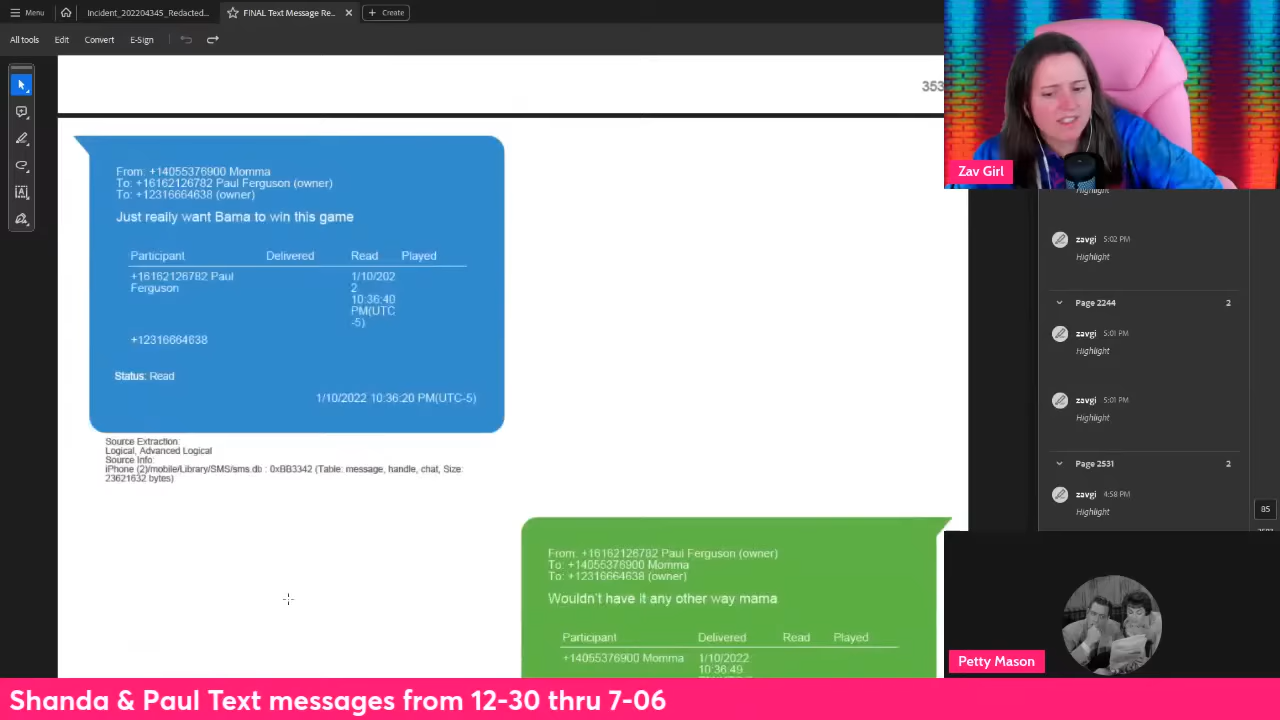 Menu
Incident_202204345_Redacted...
FINAL Text Message Re...
Create
All tools
Edit
Convert
E-Sign
353
From: +14055376900 Momma
To: +16162126782 Paul Ferguson (owner)
To: +12316664638 (owner)
Just really want Bama to win this game
Participant Delivered Read Played
+16162126782 Paul 1/10/202
Ferguson 2
10:36:40
PM(UTC
-5)
+12316664638
Status: Read
1/10/2022 10:36:20 PM(UTC-5)
Source Extraction:
Logical, Advanced Logical
Source Info:
iPhone (2)/mobile/Library/SMS/sms.db : 0xBB3342 (Table: message, handle, chat, Size:
23621632 bytes)
From: +16162126782 Paul Ferguson (owner)
To: +14055376900 Momma
To: +12316664638 (owner)
Wouldn't have it any other way mama
Participant Delivered Read Played
+14055376900 Momma 1/10/2022
10:36:49
Zav Girl
Highlight
zavgi 5:02 PM
Highlight
Page 2244 2
zavgi 5:01 PM
Highlight
zavgi 5:01 PM
Highlight
Page 2531 2
zavgi 4:58 PM
Highlight
85
Petty Mason
Shanda & Paul Text messages from 12-30 thru 7-06